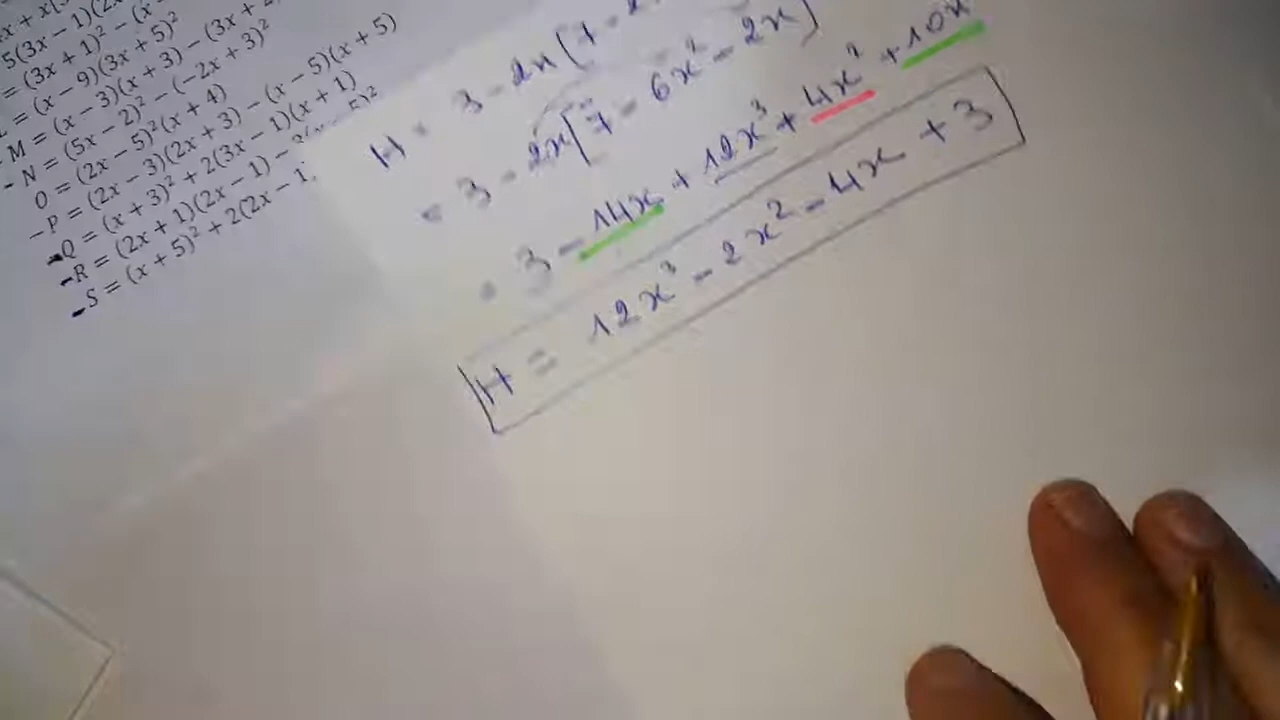 5(3x − 1)(2
= (3x + 1)² − (x
L = (x − 9)(3x + 5)²
- M = (x − 3)(x + 3) − (3x + 2
- N = (5x − 2)² − (−2x + 3)²
O = (2x − 5)²(x + 4)
- P = (2x − 3)(2x + 3) − (x − 5)(x + 5)
- Q = (x + 3)² + 2(3x − 1)(x + 1)
- R = (2x + 1)(2x − 1) −
- S = (x + 5)² + 2(2x − 1
H = 3 - 2x(7 -
= 3 - 2x[7 - 6x² - 2x]
= 3 - 14x + 12x³ + 4x² + 10x
H = 12x³ - 2x² - 4x + 3